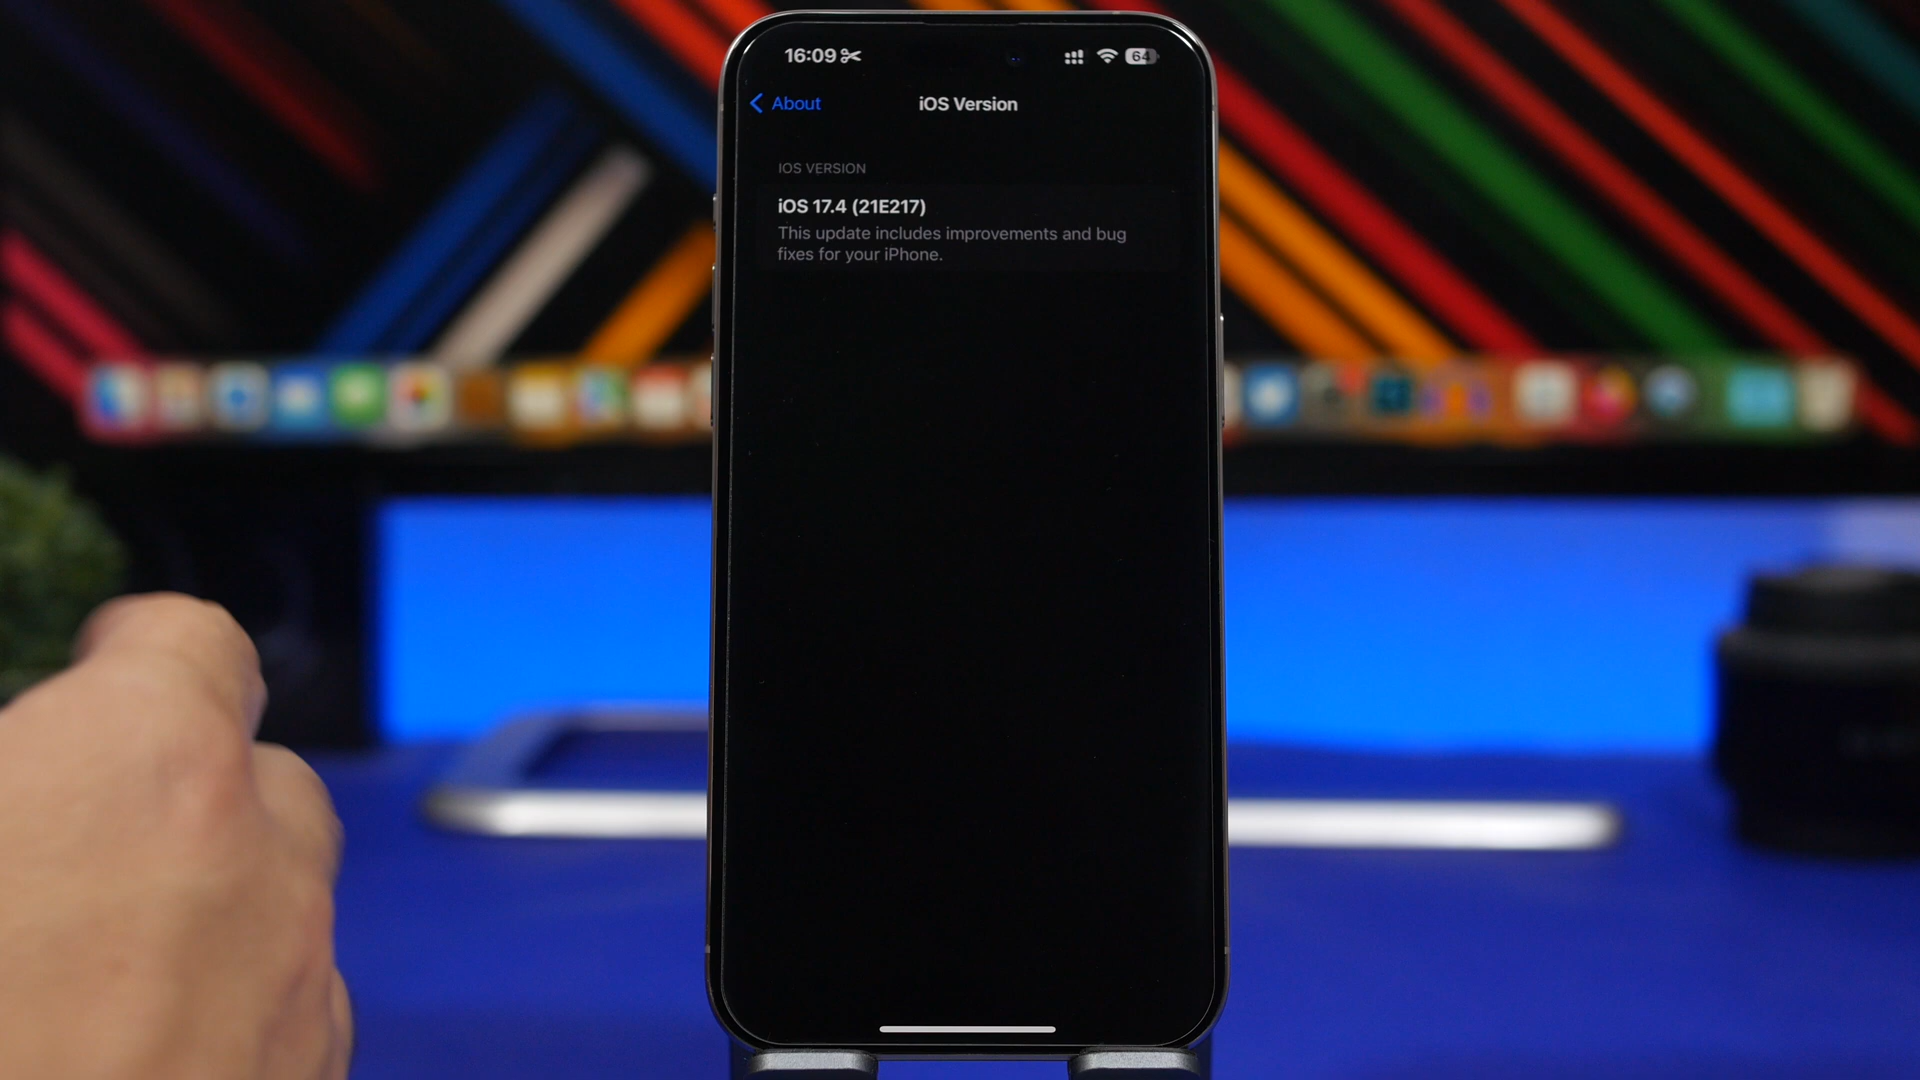 16:09
64
About
iOS Version
IOS VERSION
iOS 17.4 (21E217)
This update includes improvements and bug
fixes for your iPhone.